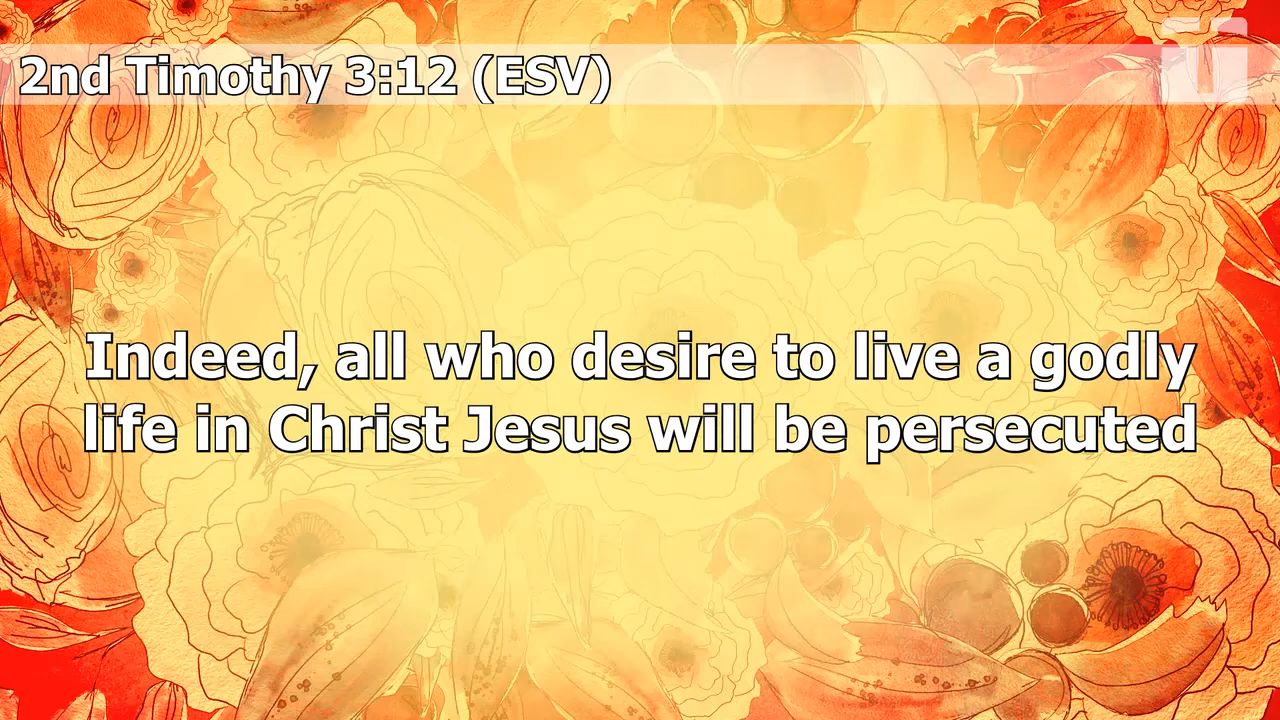 2nd Timothy 3:12 (ESV)
Indeed, all who desire to live a godly
life in Christ Jesus will be persecuted